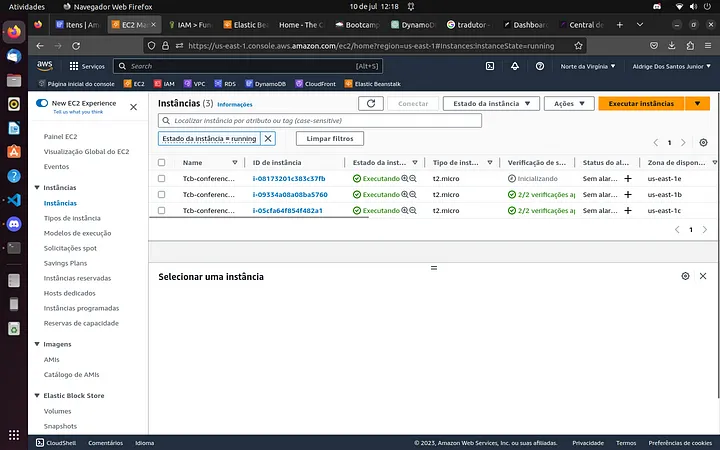 Atividades
Navegador Web Firefox
10 de jul 12:18
Itens | Am
EC2 Ma
IAM > Fun
Elastic Bea
Home - The C
Bootcamp
DynamoDB
tradutor -
Dashboard
Central de
https://us-east-1.console.aws.amazon.com/ec2/home?region=us-east-1#Instances:instanceState=running
aws
Serviços
Search
[Alt+S]
Norte da Virgínia
Aldrige Dos Santos Junior
Página inicial do console
EC2
IAM
VPC
RDS
DynamoDB
CloudFront
Elastic Beanstalk
New EC2 Experience
Tell us what you think
Painel EC2
Visualização Global do EC2
Eventos
Instâncias
Instâncias
Tipos de instância
Modelos de execução
Solicitações spot
Savings Plans
Instâncias reservadas
Hosts dedicados
Instâncias programadas
Reservas de capacidade
Imagens
AMIs
Catálogo de AMIs
Elastic Block Store
Volumes
Snapshots
Instâncias (3) Informações
Conectar
Estado da instância
Ações
Executar instâncias
Localizar Instância por atributo ou tag (case-sensitive)
Estado da instância = running
Limpar filtros
1
Name ID de instância Estado da inst... Tipo de inst... Verificação de s... Status do al... Zona de dispon...
Tcb-conferenc... i-08173201c383c37fb Executando t2.micro Inicializando Sem alar... us-east-1e
Tcb-conferenc... i-09334a08a08ba5760 Executando t2.micro 2/2 verificações ap Sem alar... us-east-1b
Tcb-conferenc... i-05cfa64f854f482a1 Executando t2.micro 2/2 verificações ap Sem alar... us-east-1c
1
Selecionar uma instância
CloudShell
Comentários
Idioma
© 2023, Amazon Web Services, Inc. ou suas afiliadas.
Privacidade
Termos
Preferências de cookies